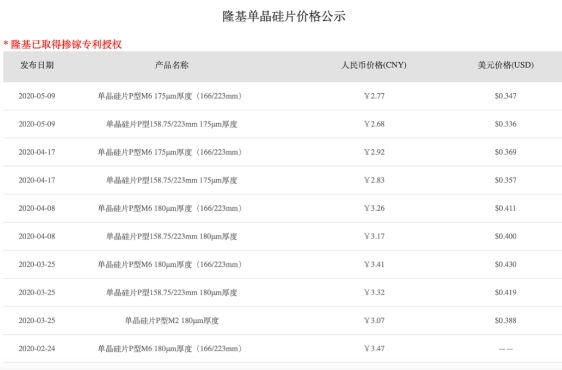 隆基单晶硅片价格公示
* 隆基已取得掺镓专利授权
发布日期 产品名称 人民币价格(CNY) 美元价格(USD)
2020-05-09 单晶硅片P型M6 175μm厚度（166/223mm） ￥2.77 $0.347
2020-05-09 单晶硅片P型158.75/223mm 175μm厚度 ￥2.68 $0.336
2020-04-17 单晶硅片P型M6 175μm厚度（166/223mm） ￥2.92 $0.369
2020-04-17 单晶硅片P型158.75/223mm 175μm厚度 ￥2.83 $0.357
2020-04-08 单晶硅片P型M6 180μm厚度（166/223mm） ￥3.26 $0.411
2020-04-08 单晶硅片P型158.75/223mm 180μm厚度 ￥3.17 $0.400
2020-03-25 单晶硅片P型M6 180μm厚度（166/223mm） ￥3.41 $0.430
2020-03-25 单晶硅片P型158.75/223mm 180μm厚度 ￥3.32 $0.419
2020-03-25 单晶硅片P型M2 180μm厚度 ￥3.07 $0.388
2020-02-24 单晶硅片P型M6 180μm厚度（166/223mm） ￥3.47 ——